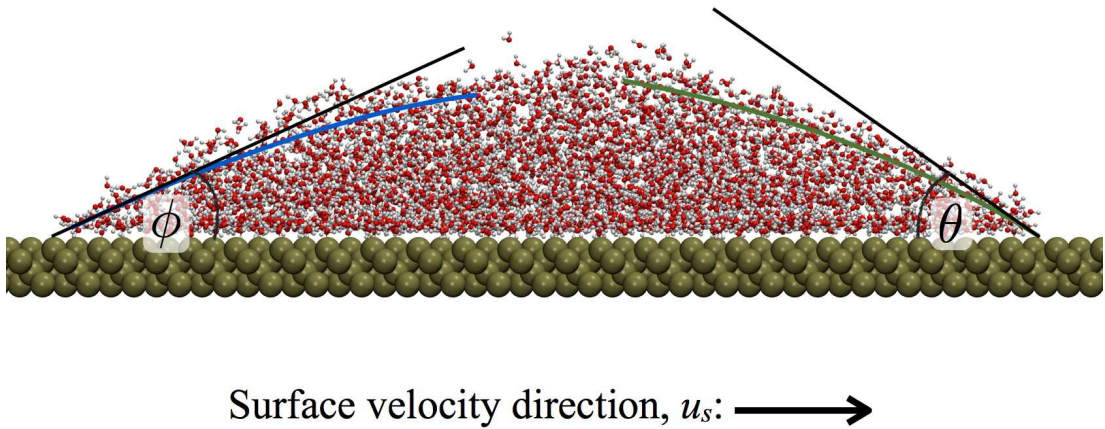 ϕ
θ
Surface velocity direction, uₛ: